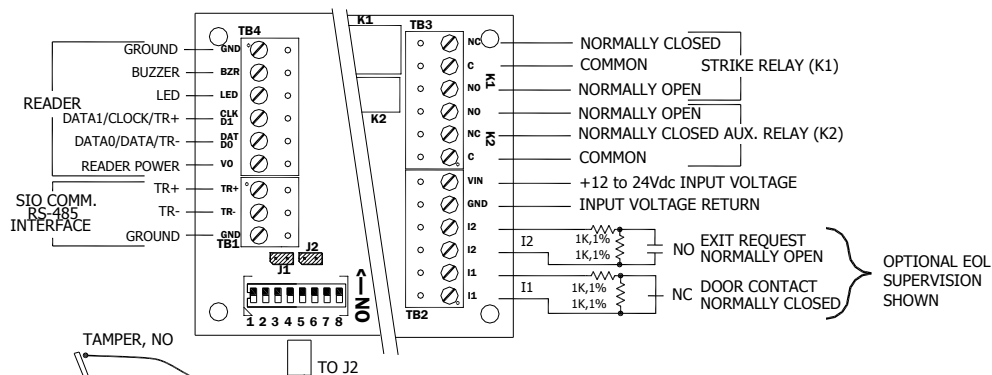 K1
TB3
TB4
GROUND
GND
NC
NORMALLY CLOSED
BUZZER
BZR
C
COMMON
STRIKE RELAY (K1)
LED
LED
K1
NO
NORMALLY OPEN
READER
K2
DATA1/CLOCK/TR+
CLK
D1
NO
NORMALLY OPEN
DATA0/DATA/TR-
DAT
D0
K2
NC
NORMALLY CLOSED AUX. RELAY (K2)
READER POWER
VO
C
COMMON
TR+
TR+
VIN
+12 to 24Vdc INPUT VOLTAGE
SIO COMM.
RS-485
INTERFACE
TR-
TR-
GND
INPUT VOLTAGE RETURN
GROUND
GND
TB1
I2
I2
I2
1K,1%
1K,1%
NO
EXIT REQUEST
NORMALLY OPEN
J2
J1
I1
I1
I1
1K,1%
1K,1%
NC
DOOR CONTACT
NORMALLY CLOSED
OPTIONAL EOL
SUPERVISION
SHOWN
TB2
1 2 3 4 5 6 7 8
NO
TAMPER, NO
TO J2